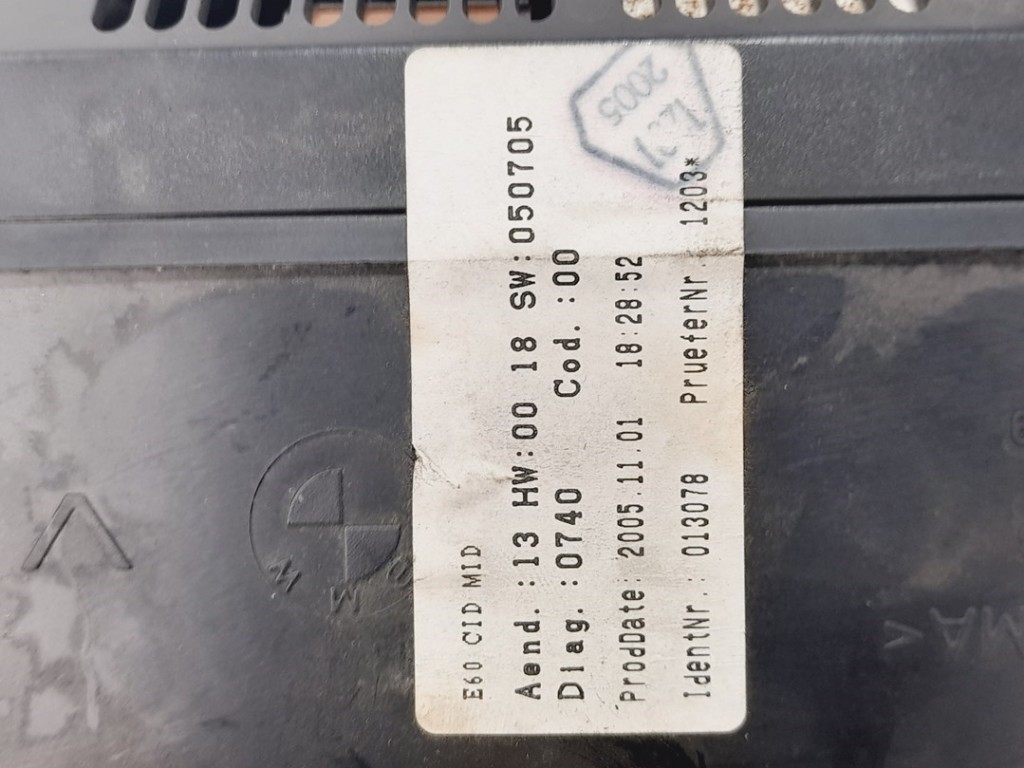 E60 CID MID
Aend.:13 HW:00 18 SW:050705
Diag.:0740 Cod.:00
ProdDate: 2005.11.01 18:28:52
IdentNr.: 013078 PrueferNr. 1203*
2005
BMW